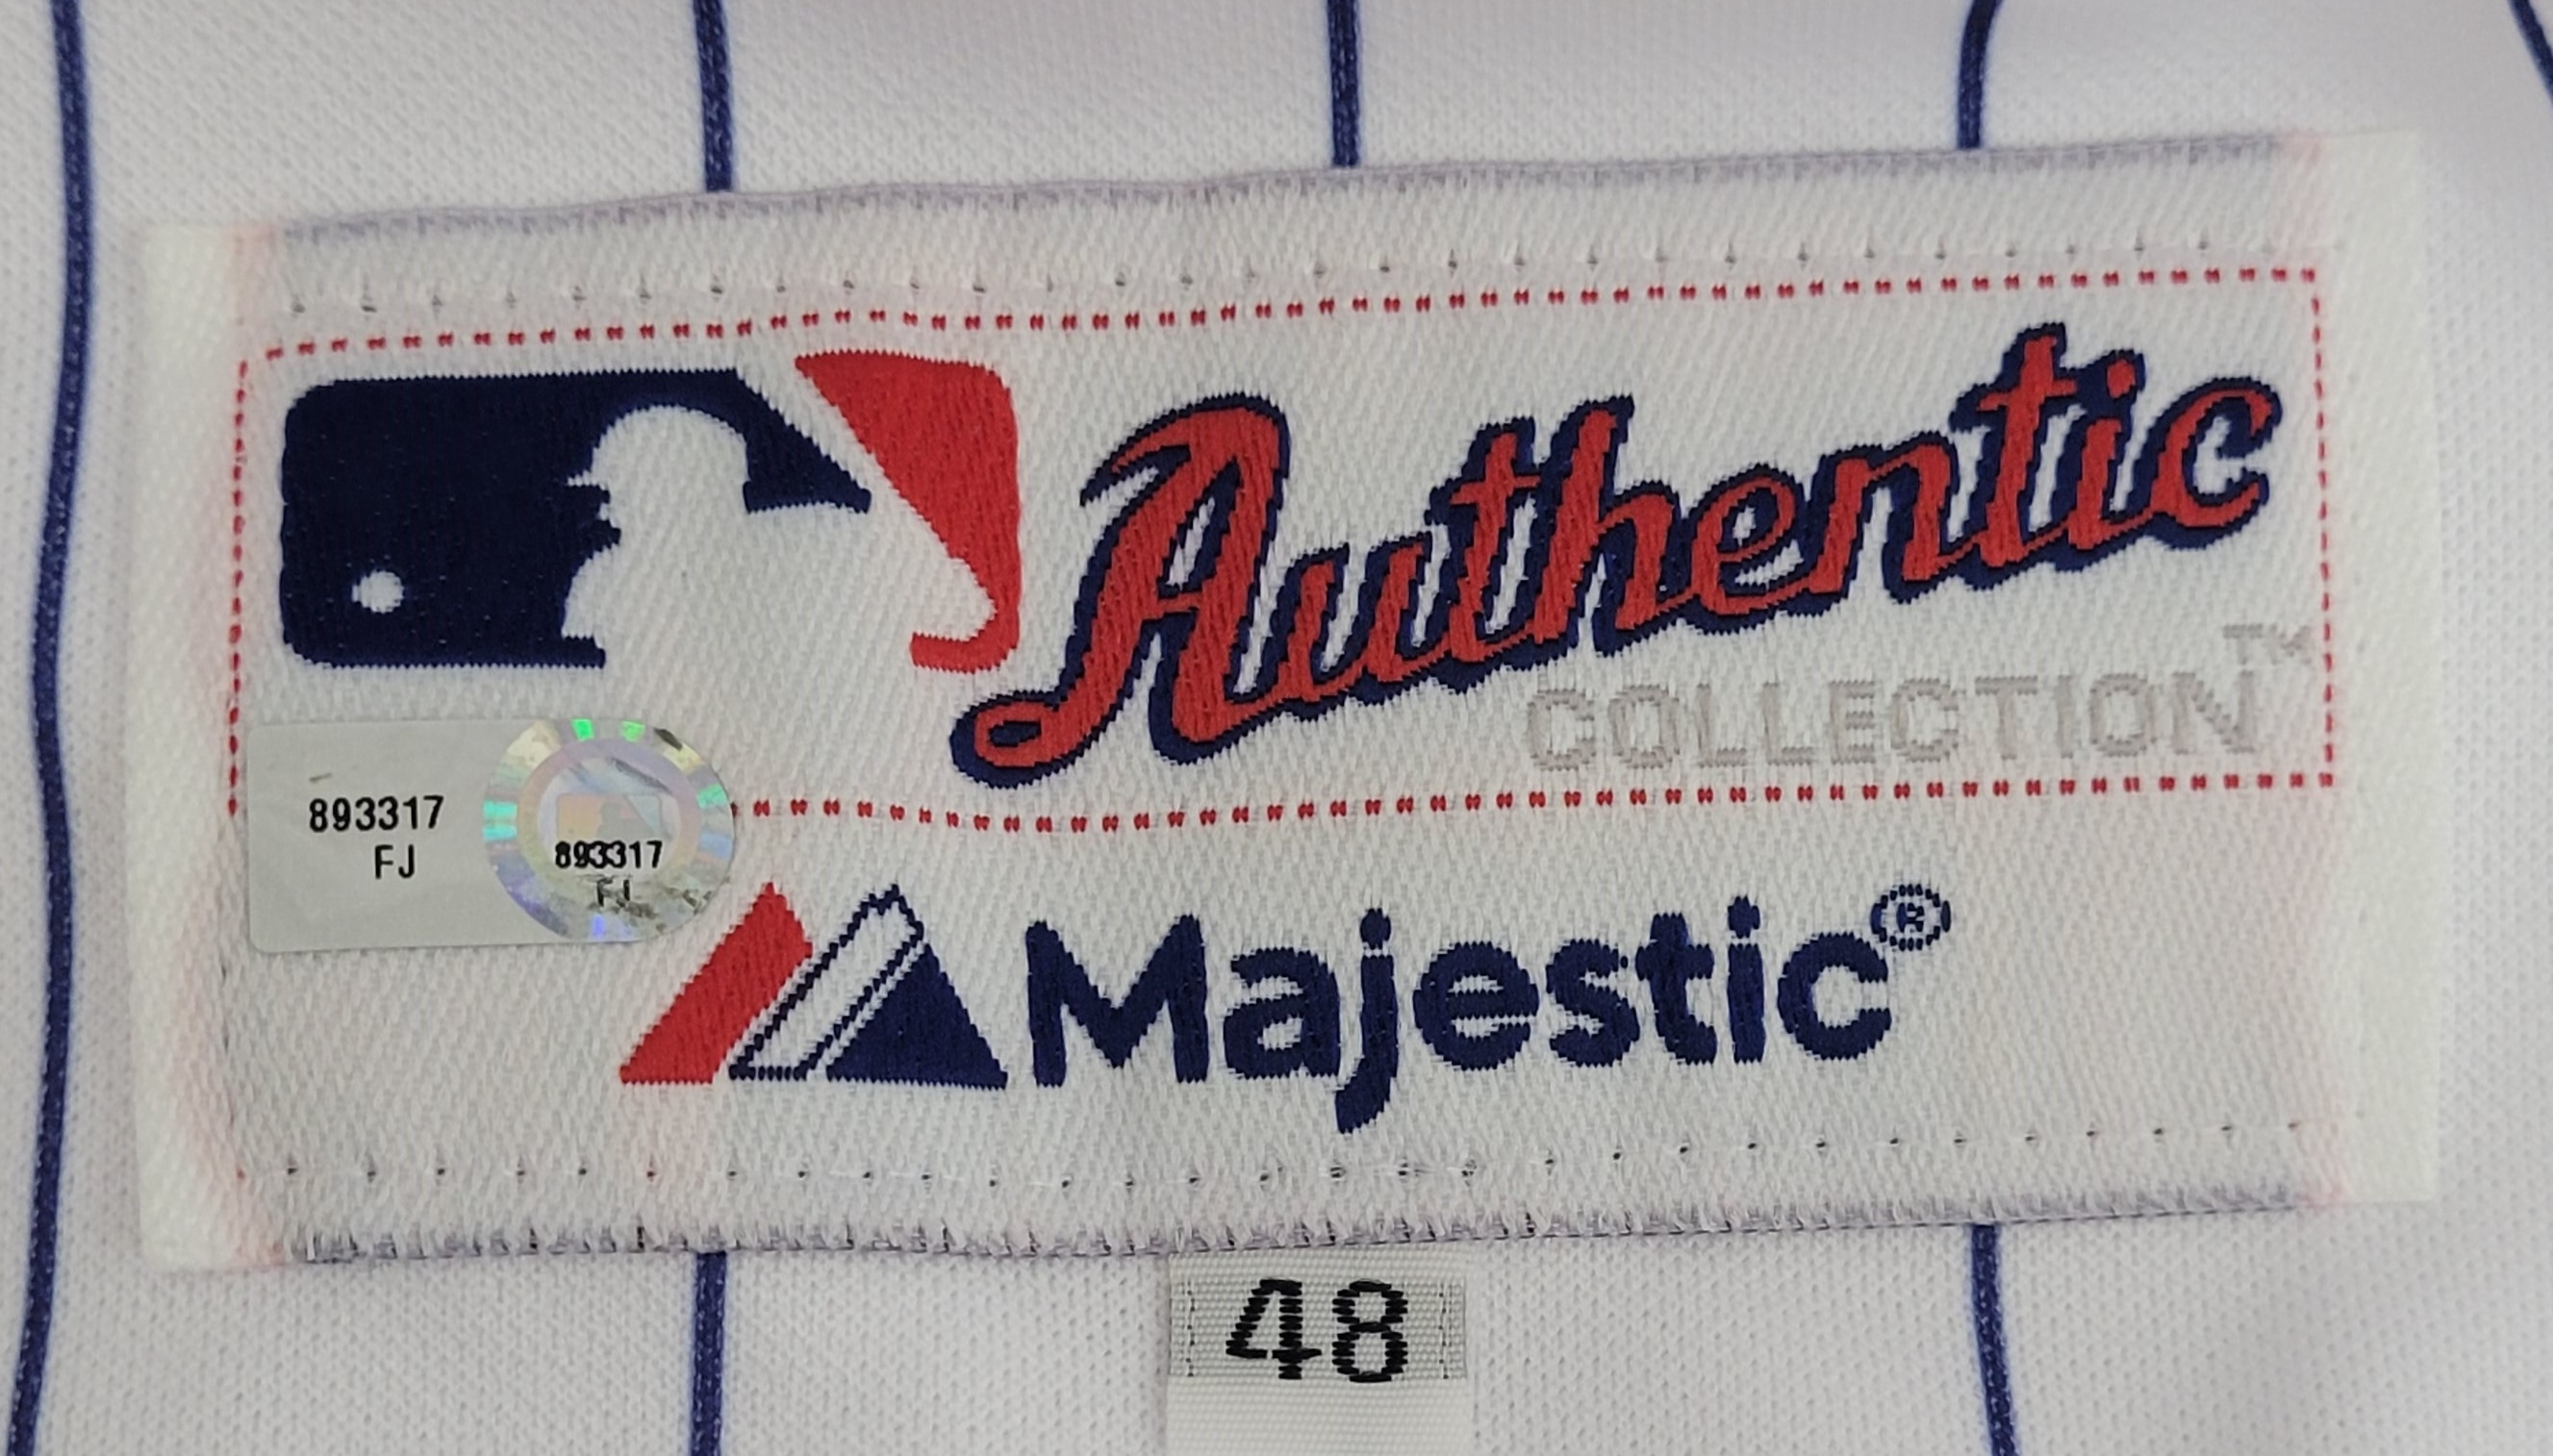 Authentic
COLLECTION™
893317
FJ
893317
FJ
Majestic®
48